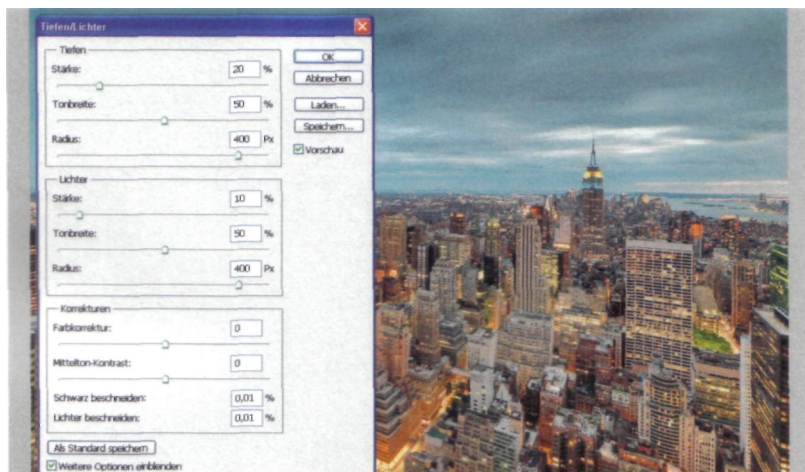 Tiefen/Lichter
Tiefen
Stärke: 20 %
Tonbreite: 50 %
Radius: 400 Px
Lichter
Stärke: 10 %
Tonbreite: 50 %
Radius: 400 Px
Korrekturen
Farbkorrektur: 0
Mittelton-Kontrast: 0
Schwarz beschneiden: 0,01 %
Lichter beschneiden: 0,01 %
Als Standard speichern
Weitere Optionen einblenden
OK
Abbrechen
Laden...
Speichern...
Vorschau